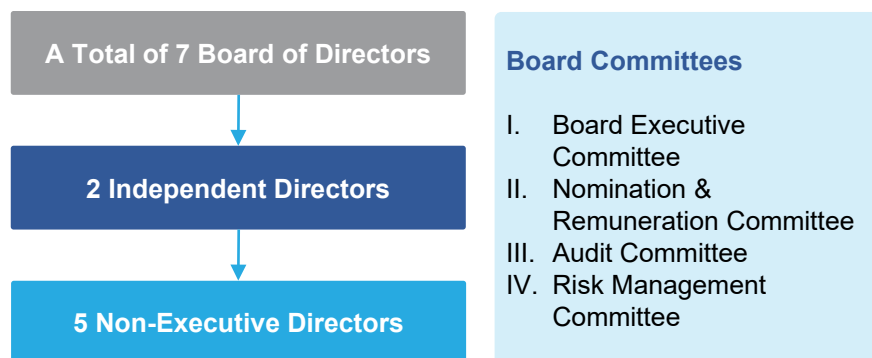 A Total of 7 Board of Directors
2 Independent Directors
5 Non-Executive Directors
Board Committees
I. Board Executive
Committee
II. Nomination &
Remuneration Committee
III. Audit Committee
IV. Risk Management
Committee